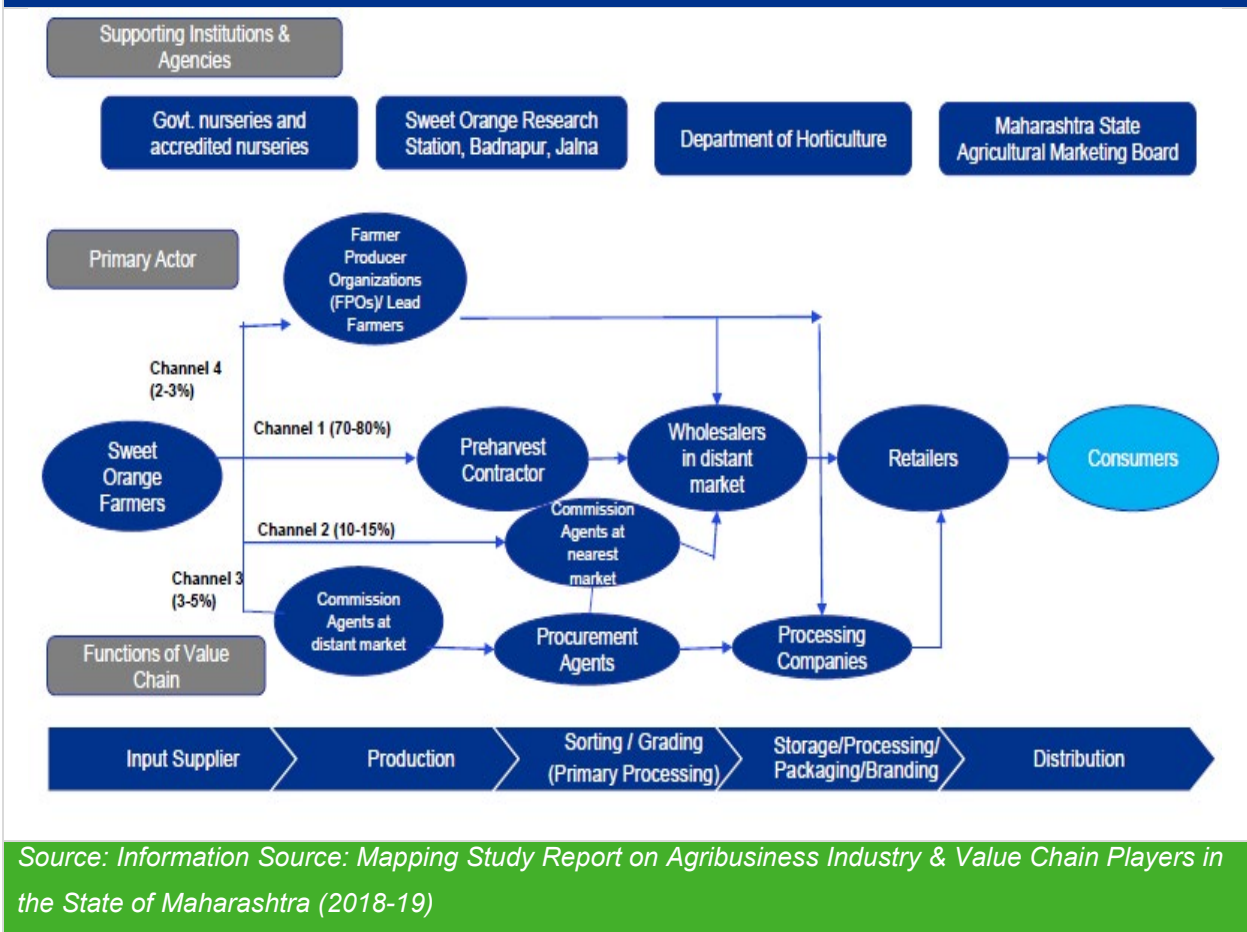 Supporting Institutions &
Agencies
Govt. nurseries and
accredited nurseries
Sweet Orange Research
Station, Badnapur, Jalna
Department of Horticulture
Maharashtra State
Agricultural Marketing Board
Primary Actor
Farmer
Producer
Organizations
(FPOs)/ Lead
Farmers
Channel 4
(2-3%)
Channel 1 (70-80%)
Sweet
Orange
Farmers
Preharvest
Contractor
Wholesalers
in distant
market
Retailers
Consumers
Channel 2 (10-15%)
Commission
Agents at
nearest
market
Channel 3
(3-5%)
Commission
Agents at
distant market
Procurement
Agents
Processing
Companies
Functions of Value
Chain
Input Supplier
Production
Sorting / Grading
(Primary Processing)
Storage/Processing/
Packaging/Branding
Distribution
Source: Information Source: Mapping Study Report on Agribusiness Industry & Value Chain Players in
the State of Maharashtra (2018-19)